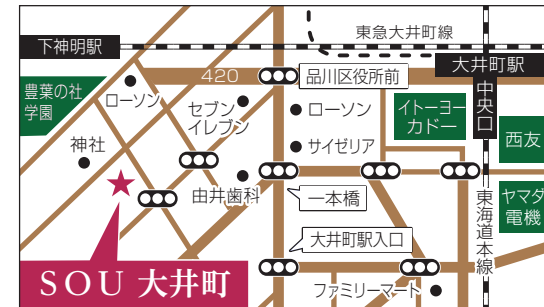 東急大井町線
下神明駅
大井町駅
420
品川区役所前
中央口
豊葉の杜
学園
ローソン
セブン
イレブン
ローソン
イトーヨー
カドー
西友
神社
サイゼリア
由井歯科
一本橋
東海道本線
ヤマダ
電機
大井町駅入口
SOU 大井町
ファミリーマート